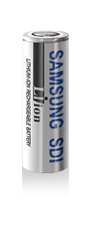 SAMSUNG SDI
Li ion
LITHIUM-ION RECHARGEABLE BATTERY